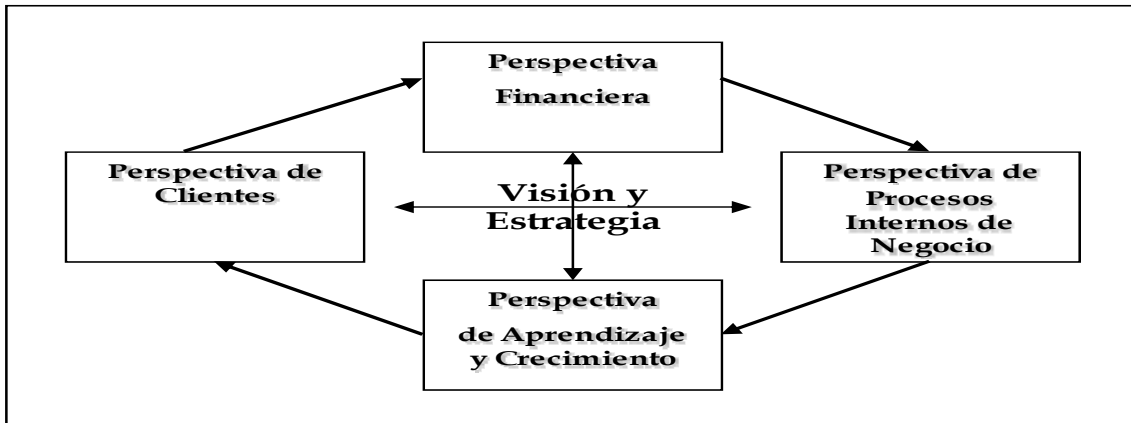 Perspectiva
Financiera
Perspectiva de
Clientes
Visión y
Estrategia
Perspectiva de
Procesos
Internos de
Negocio
Perspectiva
de Aprendizaje
y Crecimiento